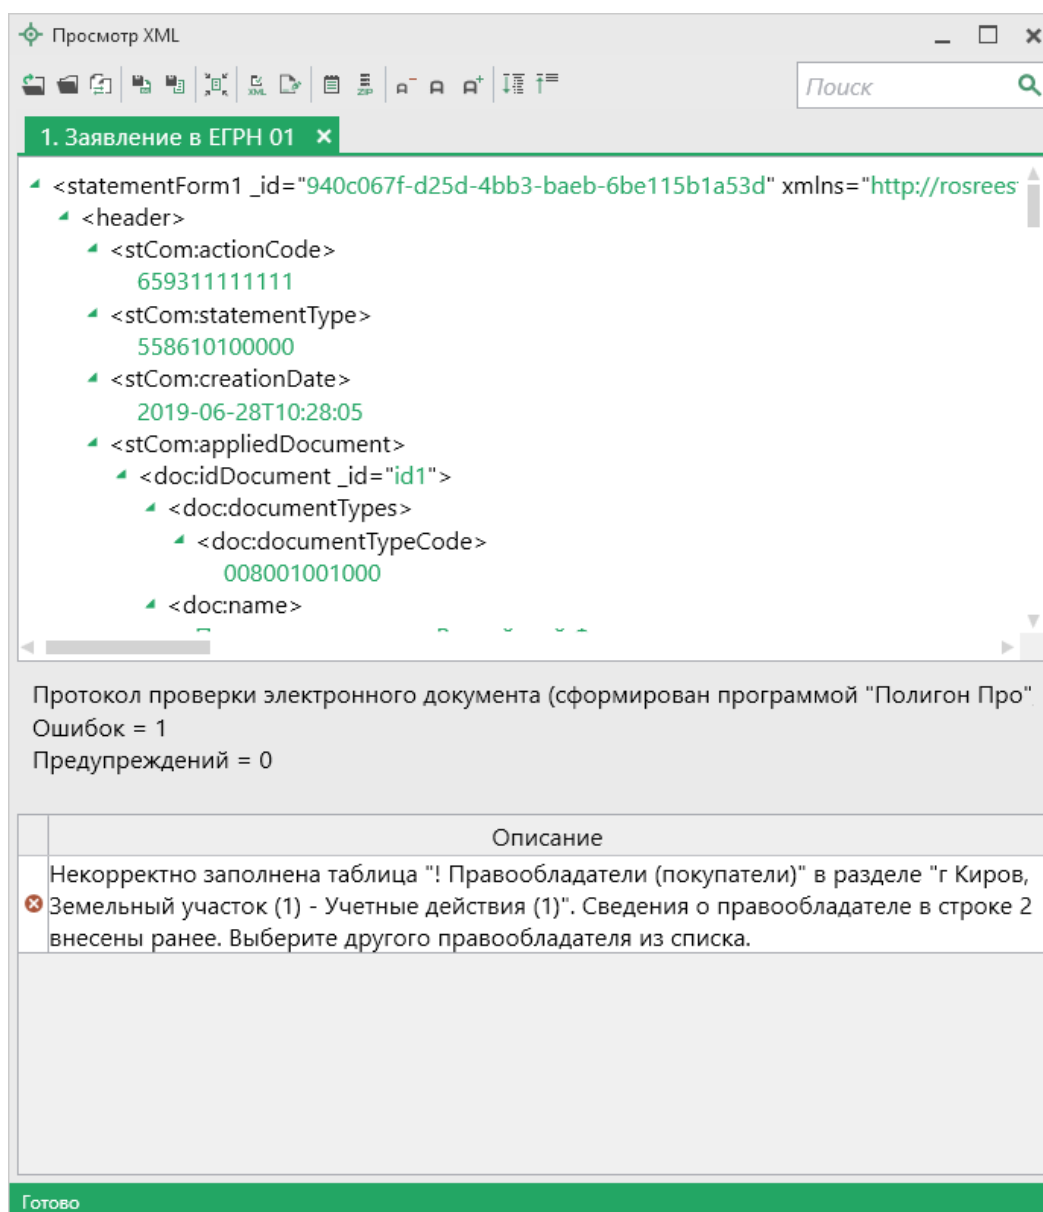 Просмотр XML
XML ZIP A⁻ A A⁺ Поиск
1. Заявление в ЕГРН 01
<statementForm1 _id="940c067f-d25d-4bb3-baeb-6be115b1a53d" xmlns="http://rosrees
<header>
<stCom:actionCode>
659311111111
<stCom:statementType>
558610100000
<stCom:creationDate>
2019-06-28T10:28:05
<stCom:appliedDocument>
<doc:idDocument _id="id1">
<doc:documentTypes>
<doc:documentTypeCode>
008001001000
<doc:name>
Протокол проверки электронного документа (сформирован программой "Полигон Про"
Ошибок = 1
Предупреждений = 0
Описание
Некорректно заполнена таблица "! Правообладатели (покупатели)" в разделе "г Киров,
Земельный участок (1) - Учетные действия (1)". Сведения о правообладателе в строке 2
внесены ранее. Выберите другого правообладателя из списка.
Готово